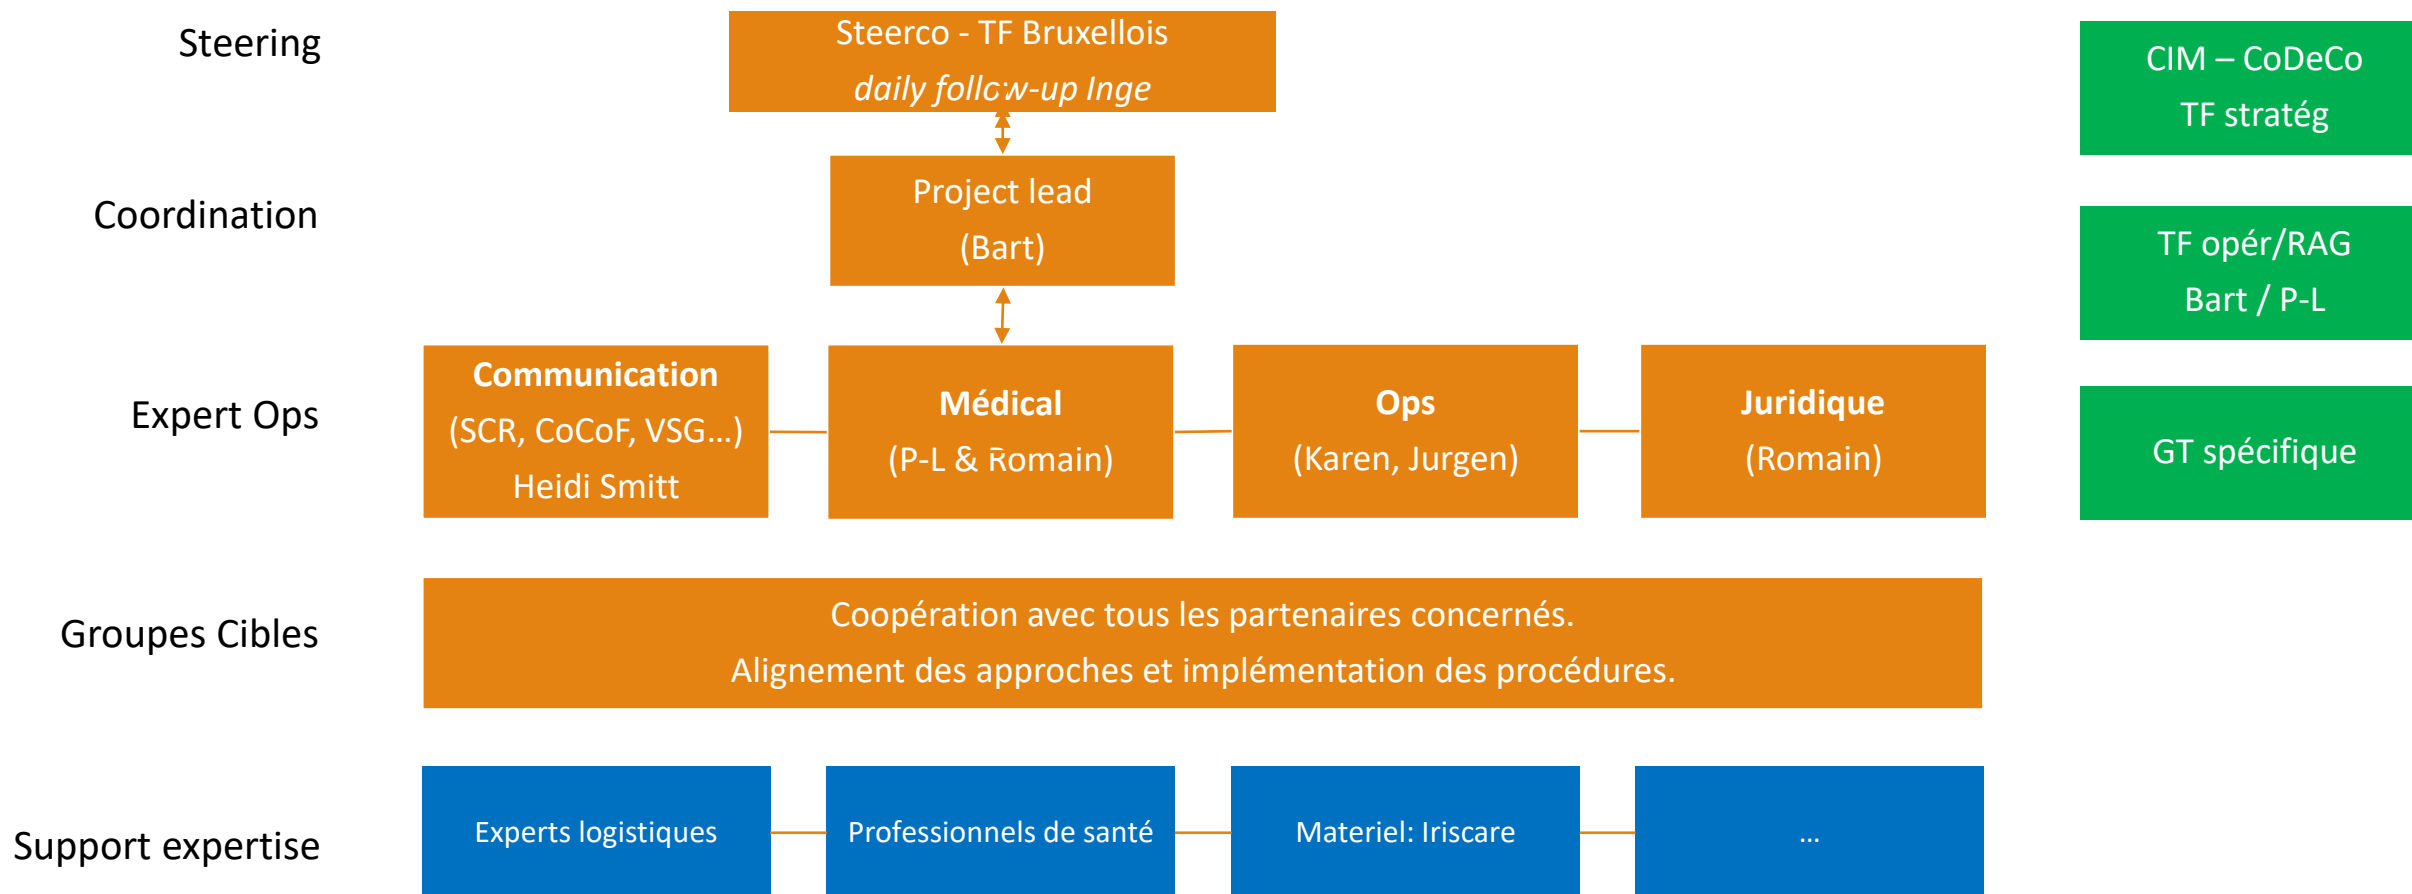 Steering
Steerco - TF Bruxellois
daily follow-up Inge
CIM – CoDeCo
TF stratég
Coordination
Project lead
(Bart)
TF opér/RAG
Bart / P-L
Expert Ops
Communication
(SCR, CoCoF, VSG…)
Heidi Smitt
Médical
(P-L & Romain)
Ops
(Karen, Jurgen)
Juridique
(Romain)
GT spécifique
Groupes Cibles
Coopération avec tous les partenaires concernés.
Alignement des approches et implémentation des procédures.
Support expertise
Experts logistiques
Professionnels de santé
Materiel: Iriscare
…